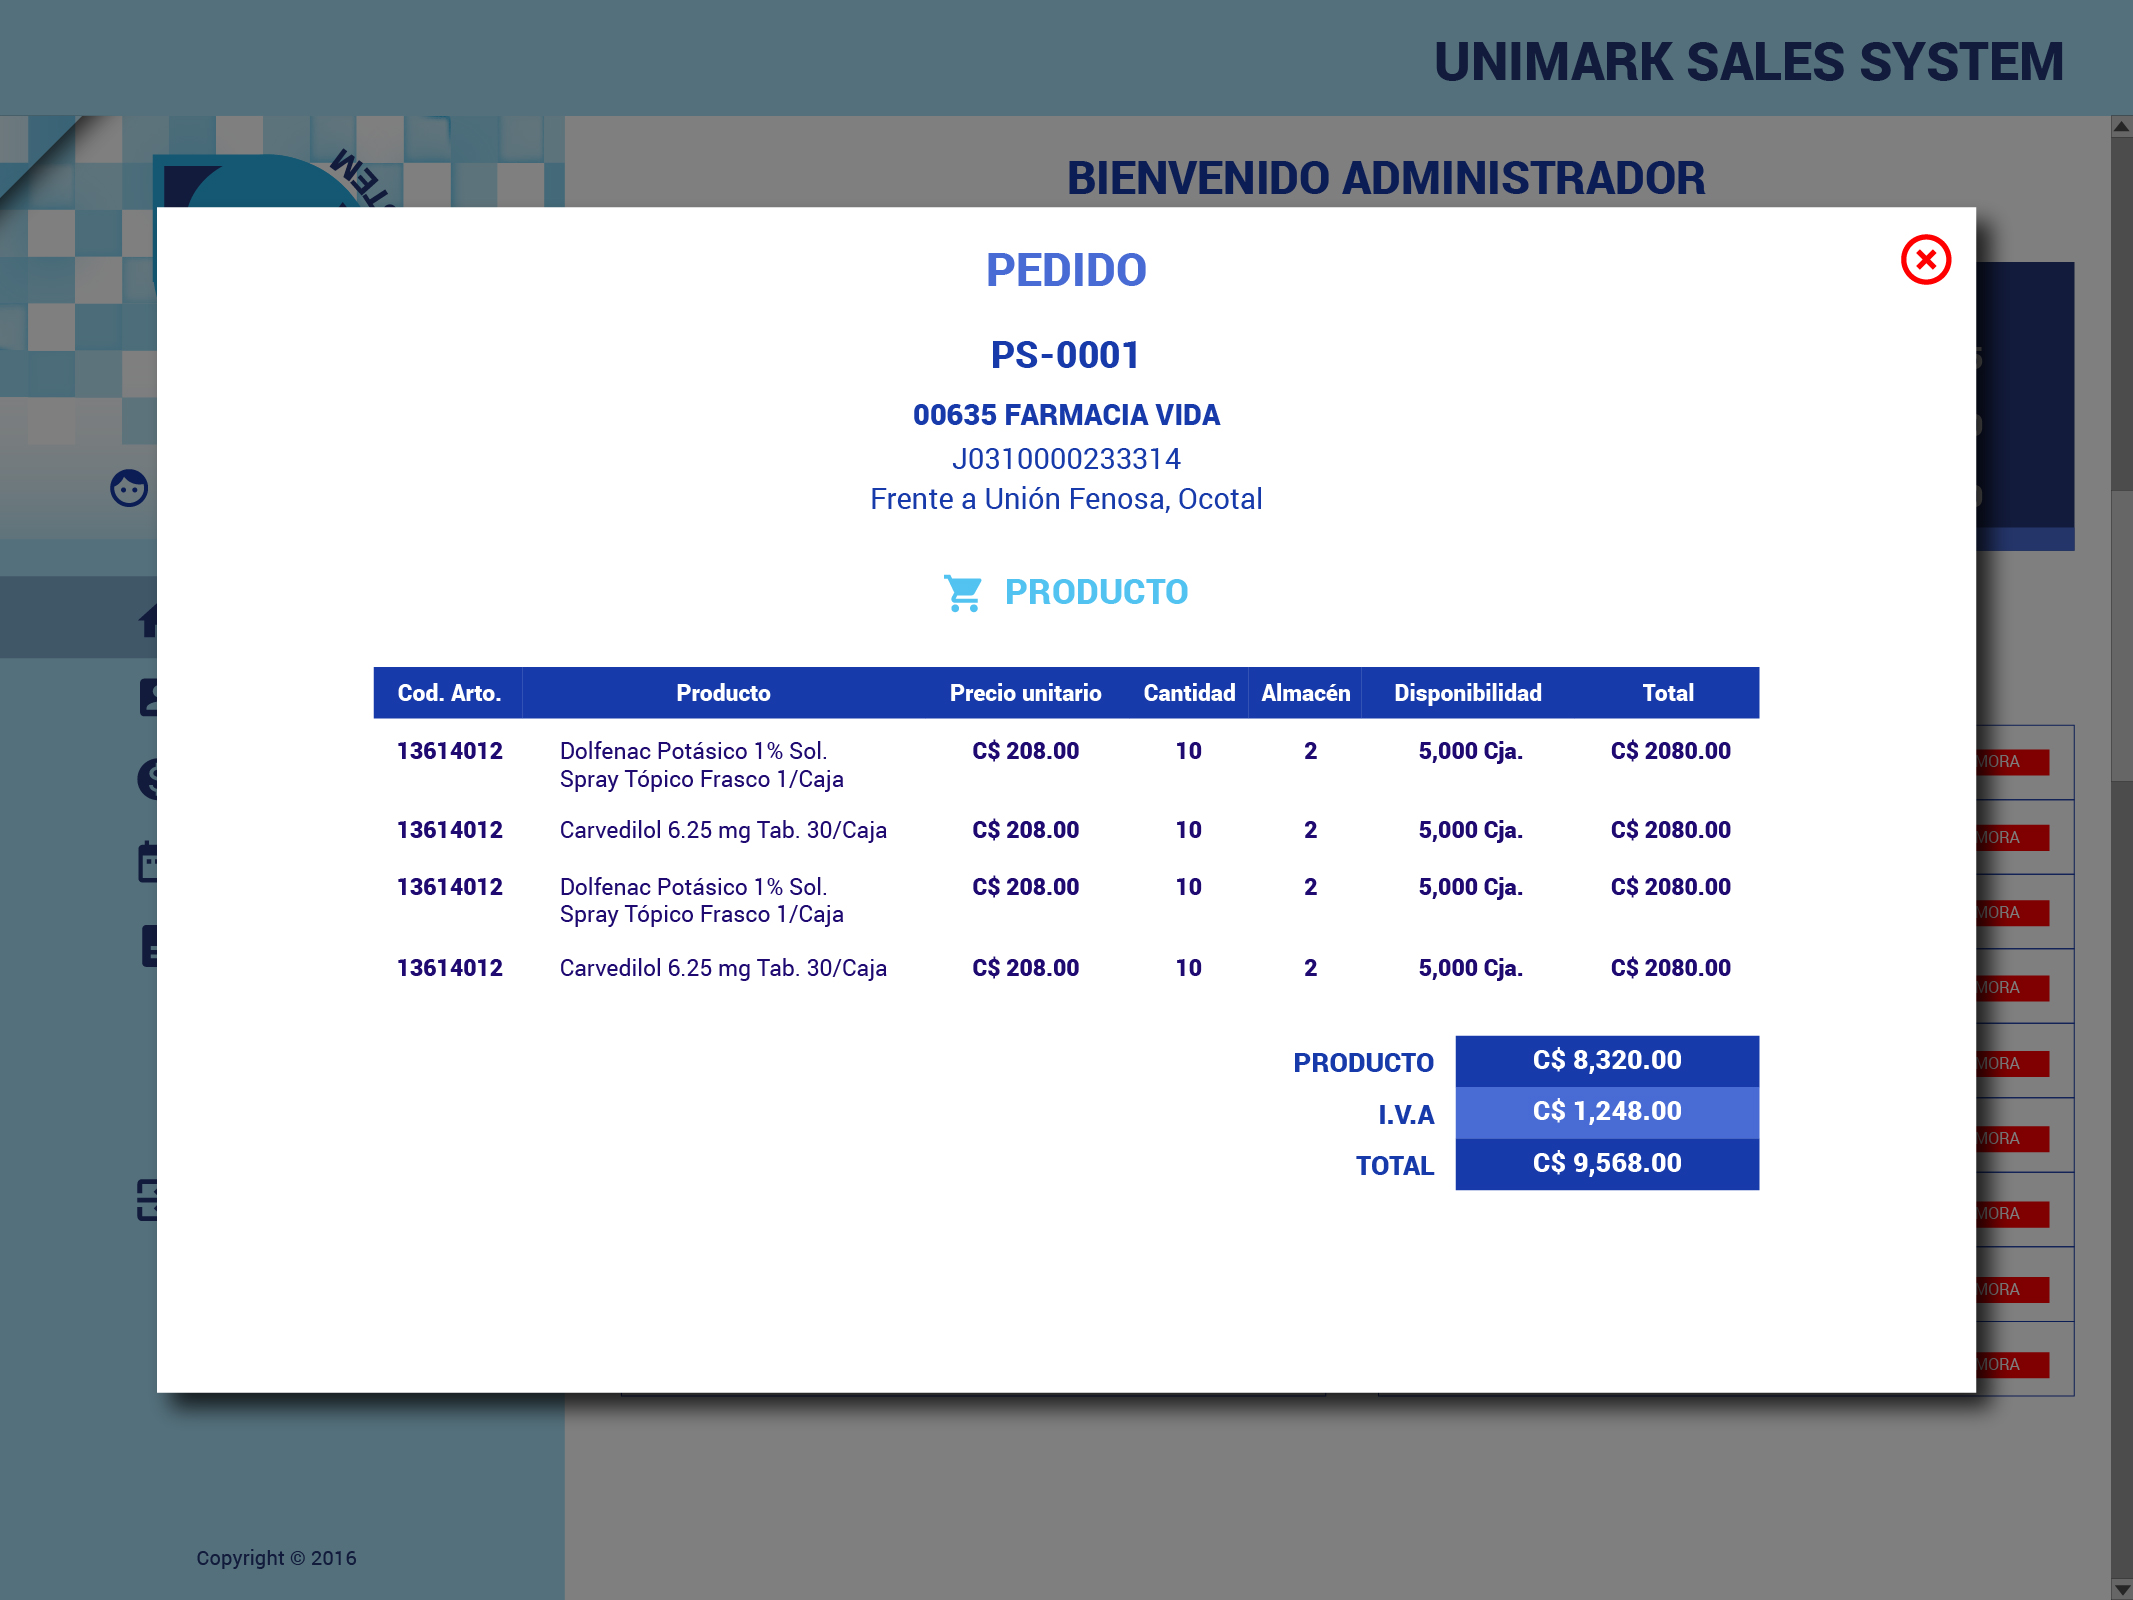 UNIMARK SALES SYSTEM
BIENVENIDO ADMINISTRADOR
PEDIDO
PS-0001
00635 FARMACIA VIDA
J0310000233314
Frente a Unión Fenosa, Ocotal
PRODUCTO
Cod. Arto. Producto Precio unitario Cantidad Almacén Disponibilidad Total
13614012 Dolfenac Potásico 1% Sol. C$ 208.00 10 2 5,000 Cja. C$ 2080.00
Spray Tópico Frasco 1/Caja
13614012 Carvedilol 6.25 mg Tab. 30/Caja C$ 208.00 10 2 5,000 Cja. C$ 2080.00
13614012 Dolfenac Potásico 1% Sol. C$ 208.00 10 2 5,000 Cja. C$ 2080.00
Spray Tópico Frasco 1/Caja
13614012 Carvedilol 6.25 mg Tab. 30/Caja C$ 208.00 10 2 5,000 Cja. C$ 2080.00
PRODUCTO C$ 8,320.00
I.V.A C$ 1,248.00
TOTAL C$ 9,568.00
MORA
MORA
MORA
MORA
MORA
MORA
MORA
MORA
MORA
Copyright © 2016